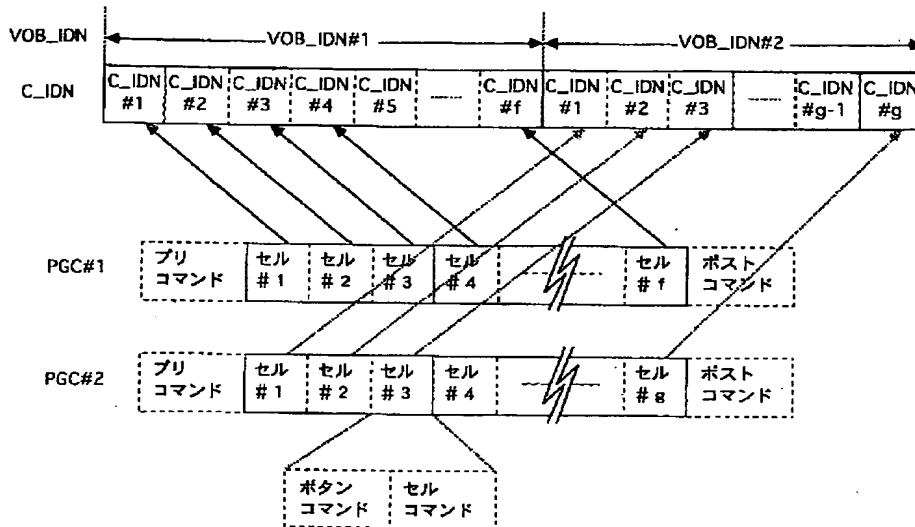 VOB_IDN VOB_IDN#1 VOB_IDN#2
C_IDN C_IDN #1 C_IDN #2 C_IDN #3 C_IDN #4 C_IDN #5 C_IDN #f C_IDN #1 C_IDN #2 C_IDN #3 C_IDN #g-1 C_IDN #g
PGC#1 プリ コマンド セル #1 セル #2 セル #3 セル #4 セル #f ポスト コマンド
PGC#2 プリ コマンド セル #1 セル #2 セル #3 セル #4 セル #g ポスト コマンド
ボタン コマンド セル コマンド